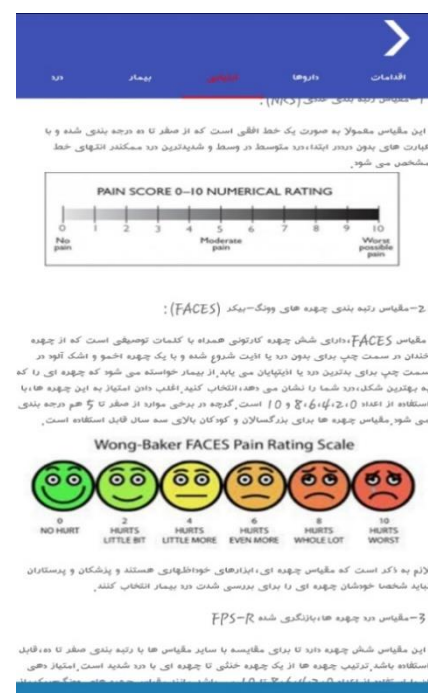 اقدامات داروها بیمار درد
1-مقیاس رتبه بندی عددی (NRS):
این مقیاس معمولا به صورت یک خط افقی است که از صفر تا ده درجه بندی شده و با
عبارت های بدون درددر ابتدا،درد متوسط در وسط و شدیدترین درد ممکندر انتهای خط
مشخص می شود.
PAIN SCORE 0–10 NUMERICAL RATING
0 1 2 3 4 5 6 7 8 9 10
No pain Moderate pain Worst possible pain
2-مقیاس رتبه بندی چهره های وونگ-بیکر (FACES):
مقیاس FACES،دارای شش چهره کارتونی همراه با کلمات توصیفی است که از چهره
خندان در سمت چپ برای بدون درد یا اذیت شروع شده و با یک چهره اخمو و اشک آلود در
سمت چپ برای بدترین درد یا اذیتپایان می یابد.از بیمار خواسته می شود که چهره ای را که
به بهترین شکل،درد شما را نشان می دهد،انتخاب کنید.اغلب دادن امتیاز به این چهره ها،با
استفاده از اعداد 0،2،4،6،8 و 10 است.گرچه در برخی موارد از صفر تا 5 هم درجه بندی
می شود.مقیاس چهره ها برای بزرگسالان و کودکان بالای سه سال قابل استفاده است.
Wong-Baker FACES Pain Rating Scale
0 2 4 6 8 10
NO HURT HURTS LITTLE BIT HURTS LITTLE MORE HURTS EVEN MORE HURTS WHOLE LOT HURTS WORST
لازم به ذکر است که مقیاس چهره ای،ابزارهای خوداظهاری هستند و پزشکان و پرستاران
نباید شخصا خودشان چهره ای را برای بررسی شدت درد بیمار انتخاب کنند.
3-مقیاس درد چهره ها،بازنگری شده FPS-R
این مقیاس شش چهره دارد تا برای مقایسه با سایر مقیاس ها با رتبه بندی صفر تا ده،قابل
استفاده باشد.ترتیب چهره ها از یک چهره خنثی تا چهره ای با درد شدید است.امتیاز دهی